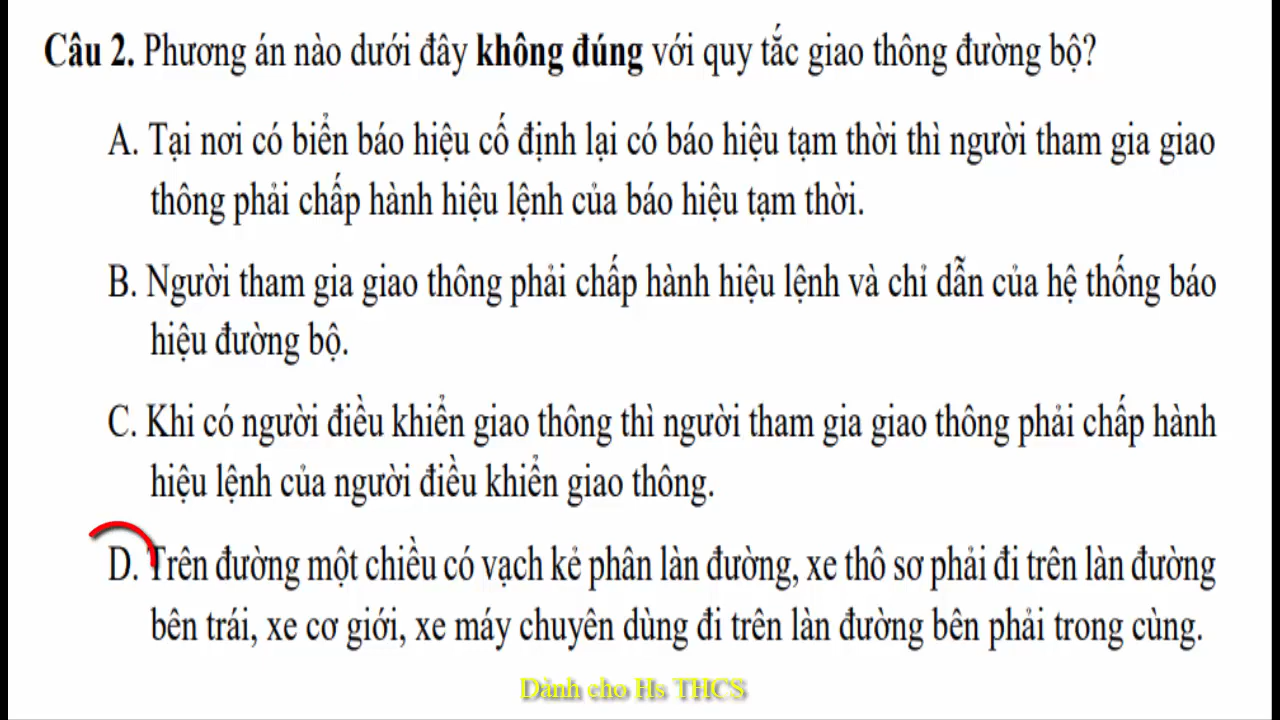 Câu 2. Phương án nào dưới đây không đúng với quy tắc giao thông đường bộ?
A. Tại nơi có biển báo hiệu cố định lại có báo hiệu tạm thời thì người tham gia giao
thông phải chấp hành hiệu lệnh của báo hiệu tạm thời.
B. Người tham gia giao thông phải chấp hành hiệu lệnh và chỉ dẫn của hệ thống báo
hiệu đường bộ.
C. Khi có người điều khiển giao thông thì người tham gia giao thông phải chấp hành
hiệu lệnh của người điều khiển giao thông.
D. Trên đường một chiều có vạch kẻ phân làn đường, xe thô sơ phải đi trên làn đường
bên trái, xe cơ giới, xe máy chuyên dùng đi trên làn đường bên phải trong cùng.
Dành cho Hs THCS